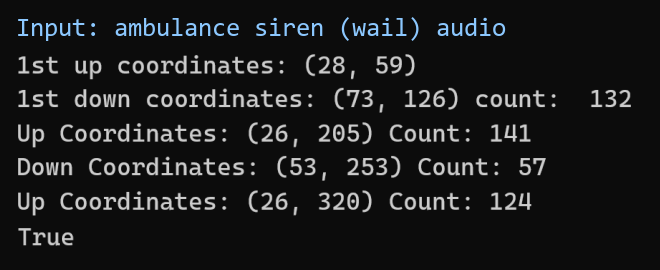 Input: ambulance siren (wail) audio
1st up coordinates: (28, 59)
1st down coordinates: (73, 126) count:  132
Up Coordinates: (26, 205) Count: 141
Down Coordinates: (53, 253) Count: 57
Up Coordinates: (26, 320) Count: 124
True